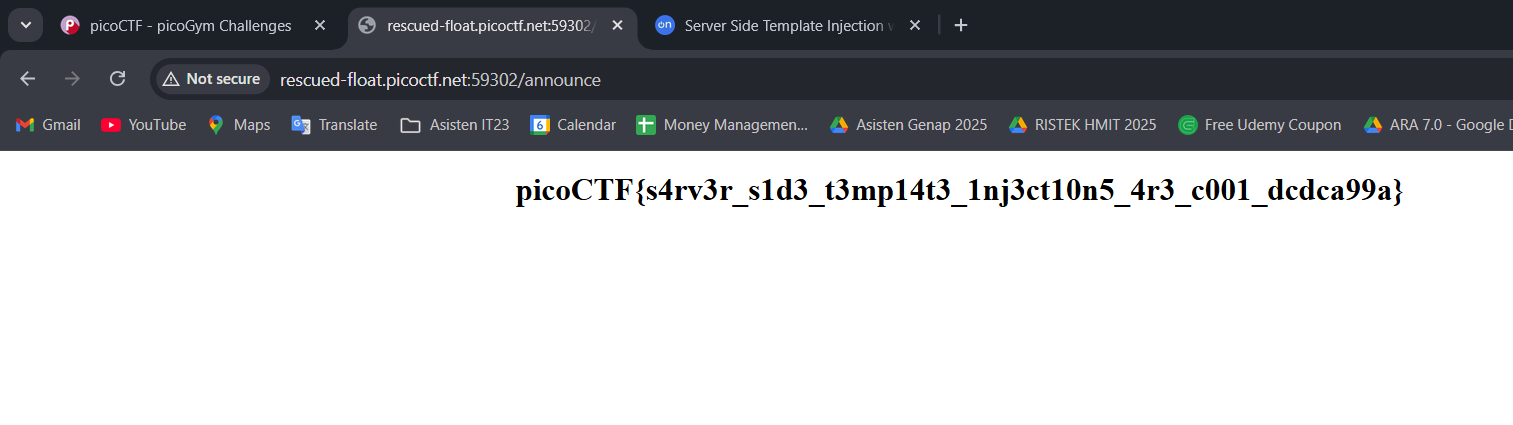 picoCTF - picoGym Challenges
rescued-float.picoctf.net:59302/
Server Side Template Injection
Not secure
rescued-float.picoctf.net:59302/announce
Gmail
YouTube
Maps
Translate
Asisten IT23
6
Calendar
Money Managemen...
Asisten Genap 2025
RISTEK HMIT 2025
Free Udemy Coupon
ARA 7.0 - Google
picoCTF{s4rv3r_s1d3_t3mp14t3_1nj3ct10n5_4r3_c001_dcdca99a}